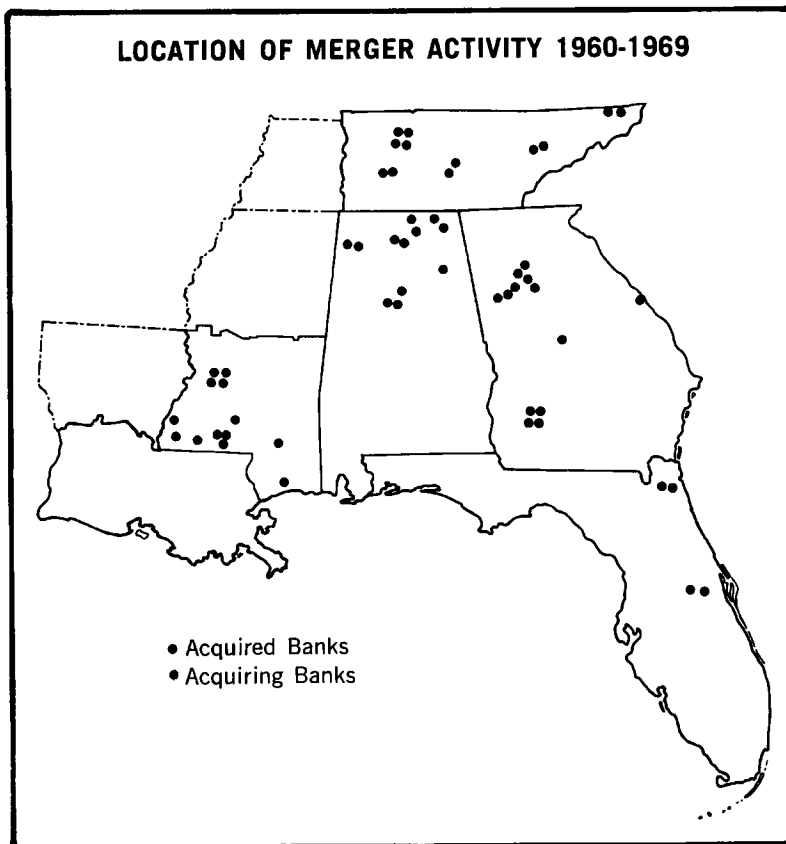 LOCATION OF MERGER ACTIVITY 1960-1969
• Acquired Banks
• Acquiring Banks